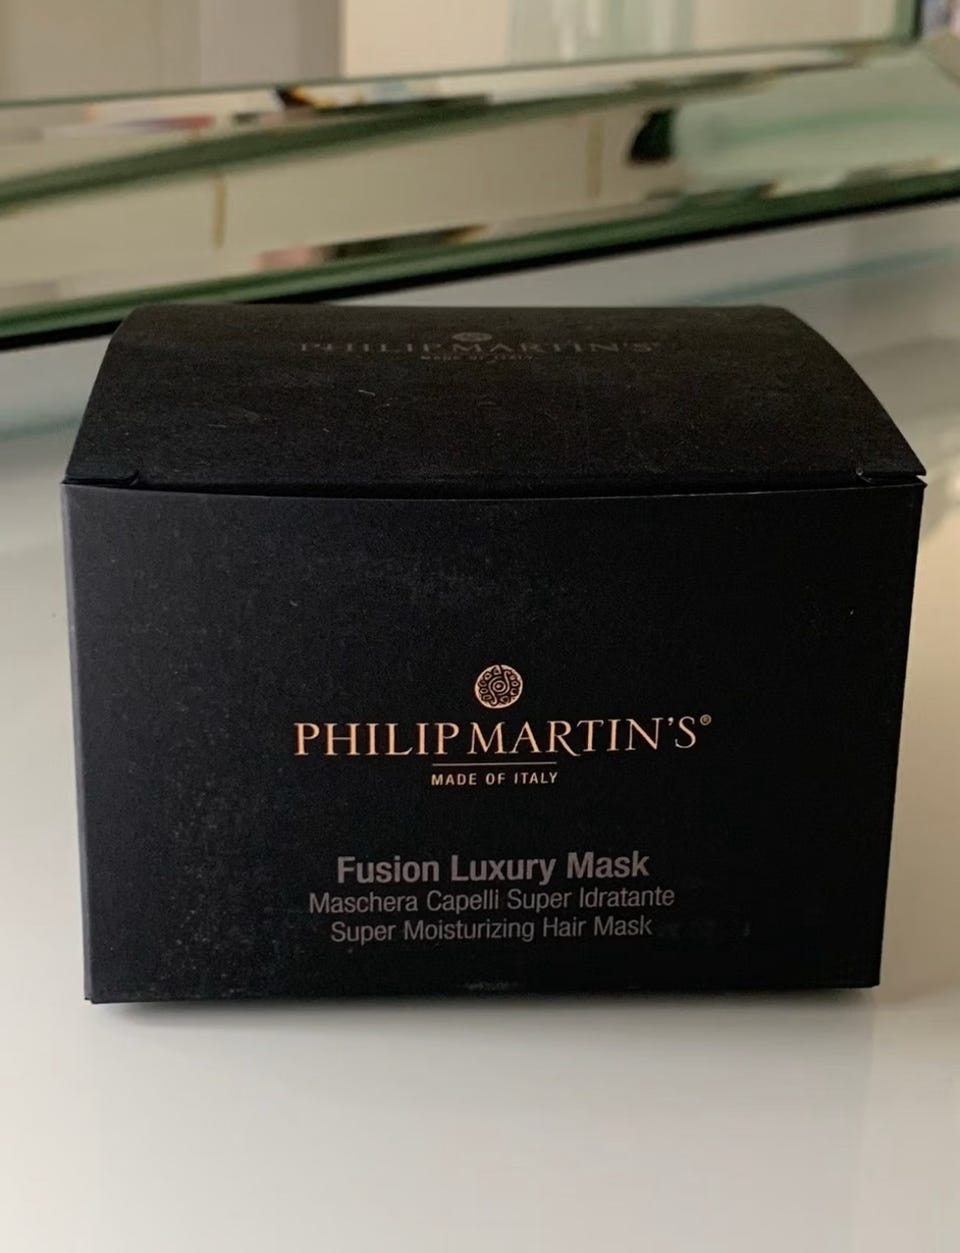 PHILIP MARTIN'S
MADE OF ITALY
PHILIP MARTIN'S®
MADE OF ITALY
Fusion Luxury Mask
Maschera Capelli Super Idratante
Super Moisturizing Hair Mask